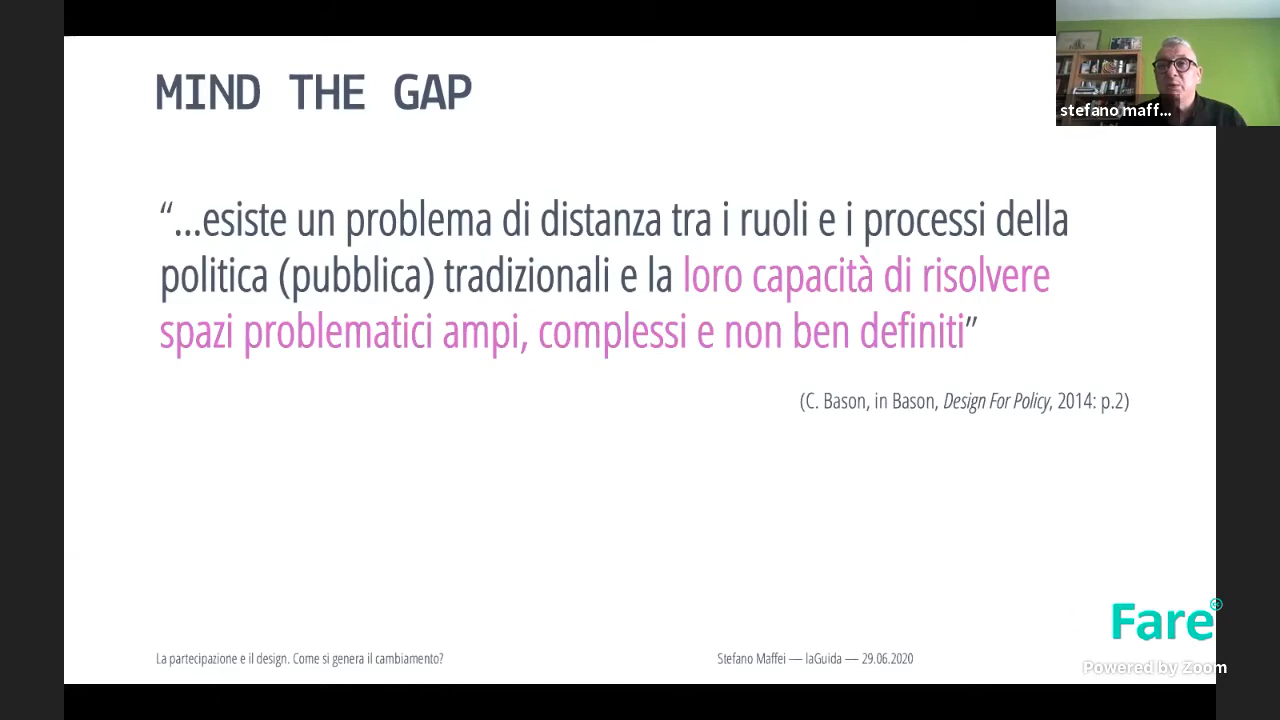 MIND THE GAP
stefano maff...
“...esiste un problema di distanza tra i ruoli e i processi della
politica (pubblica) tradizionali e la loro capacità di risolvere
spazi problematici ampi, complessi e non ben definiti”
(C. Bason, in Bason, Design For Policy, 2014: p.2)
Fare cc
La partecipazione e il design. Come si genera il cambiamento?
Stefano Maffei — laGuida — 29.06.2020
Powered by Zoom